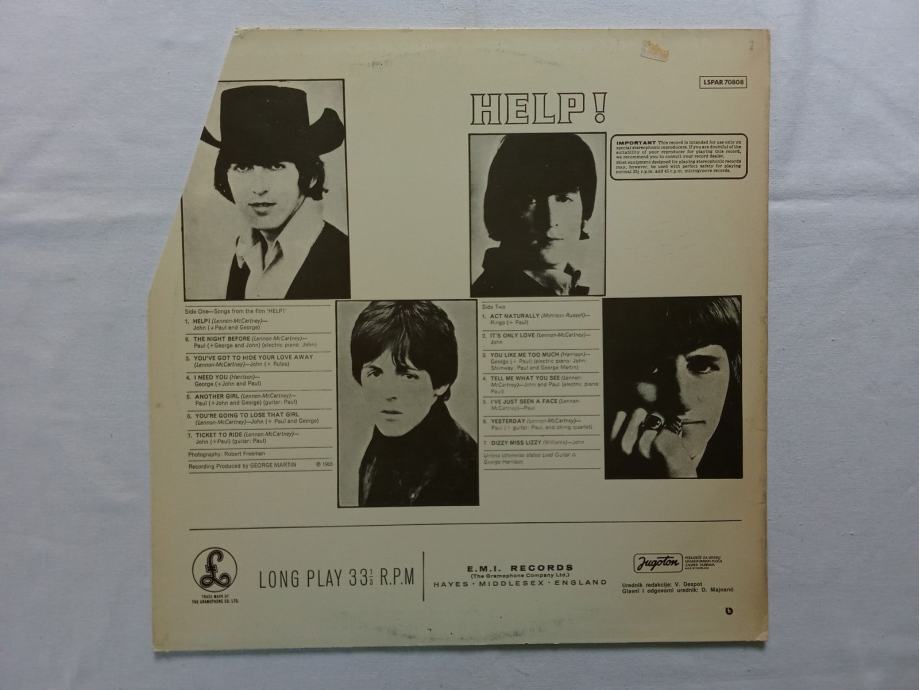 LSPAR 70808
HELP!
IMPORTANT This record is intended for use only on
special stereophonic reproducers. If you are doubtful of the
suitability of your reproducer for playing this record,
we recommend you to consult your record dealer.
Most equipment designed for playing stereophonic records
may, however, be used with perfect safety for playing
normal 33⅓ r.p.m. and 45 r.p.m. microgroove records.
Side One—Songs from the film 'HELP!'
1. HELP! (Lennon-McCartney)—
John (+Paul and George)
THE NIGHT BEFORE (Lennon-McCartney)—
Paul (+George and John) (electric piano: John)
YOU'VE GOT TO HIDE YOUR LOVE AWAY
(Lennon-McCartney)—John (+ flutes)
4. I NEED YOU (Harrison)—
George (+John and Paul)
5. ANOTHER GIRL (Lennon-McCartney)—
Paul (+John and George) (guitar: Paul)
6. YOU'RE GOING TO LOSE THAT GIRL
(Lennon-McCartney)—John (+ Paul and George)
7. TICKET TO RIDE (Lennon-McCartney)—
John (+Paul) (guitar: Paul)
Photography: Robert Freeman
Recording Produced by GEORGE MARTIN ℗ 1965
Side Two
1. ACT NATURALLY (Morrison-Russell)—
Ringo (+ Paul)
2. IT'S ONLY LOVE (Lennon-McCartney)—
John
YOU LIKE ME TOO MUCH (Harrison)—
George (+ Paul) (electric piano: John
Paul and George Martin)
4. TELL ME WHAT YOU SEE (Lennon-
McCartney)—John and Paul (electric piano:
Paul)
5. I'VE JUST SEEN A FACE (Lennon-
McCartney)—Paul
6. YESTERDAY (Lennon-McCartney)—
Paul (+ guitar: Paul, and string quartet)
7. DIZZY MISS LIZZY (Williams)—John
Unless otherwise stated Lead Guitar is
George Harrison
£
TRADE MARK OF
THE GRAMOPHONE CO. LTD.
LONG PLAY 33⅓ R.P.M
E.M.I. RECORDS
(The Gramophone Company Ltd.)
HAYES · MIDDLESEX · ENGLAND
Jugoton
Urednik redakcije: V. Despot
Glavni i odgovorni urednik: D. Majnarić